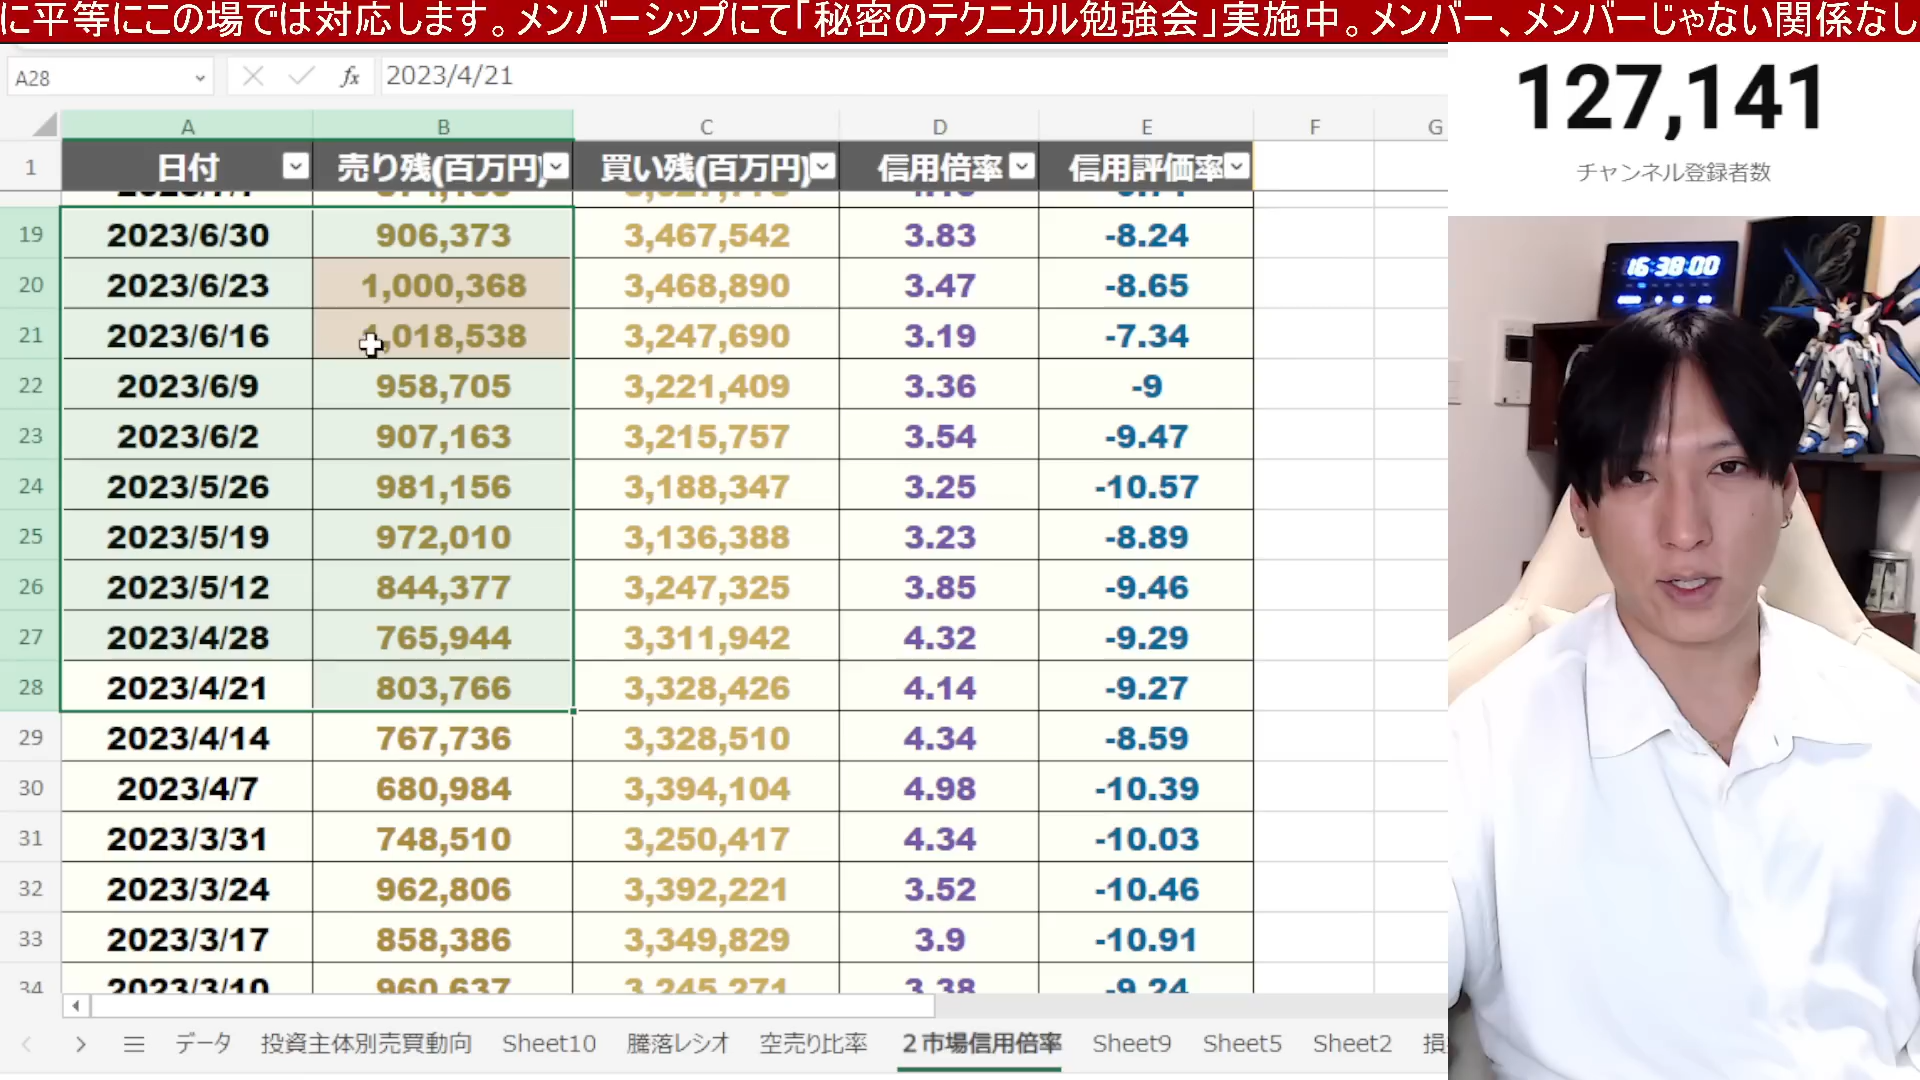 に平等にこの場では対応します。メンバーシップにて「秘密のテクニカル勉強会」実施中。メンバー、メンバーじゃない関係なし
A28 fx 2023/4/21
127,141
チャンネル登録者数
A B C D E F G
1 日付 売り残(百万円) 買い残(百万円) 信用倍率 信用評価率
19 2023/6/30 906,373 3,467,542 3.83 -8.24
20 2023/6/23 1,000,368 3,468,890 3.47 -8.65
21 2023/6/16 1,018,538 3,247,690 3.19 -7.34
22 2023/6/9 958,705 3,221,409 3.36 -9
23 2023/6/2 907,163 3,215,757 3.54 -9.47
24 2023/5/26 981,156 3,188,347 3.25 -10.57
25 2023/5/19 972,010 3,136,388 3.23 -8.89
26 2023/5/12 844,377 3,247,325 3.85 -9.46
27 2023/4/28 765,944 3,311,942 4.32 -9.29
28 2023/4/21 803,766 3,328,426 4.14 -9.27
29 2023/4/14 767,736 3,328,510 4.34 -8.59
30 2023/4/7 680,984 3,394,104 4.98 -10.39
31 2023/3/31 748,510 3,250,417 4.34 -10.03
32 2023/3/24 962,806 3,392,221 3.52 -10.46
33 2023/3/17 858,386 3,349,829 3.9 -10.91
34 2023/3/10 960,637 3,245,271 3.38 -9.24
データ 投資主体別売買動向 Sheet10 騰落レシオ 空売り比率 2市場信用倍率 Sheet9 Sheet5 Sheet2 損
16:38:00